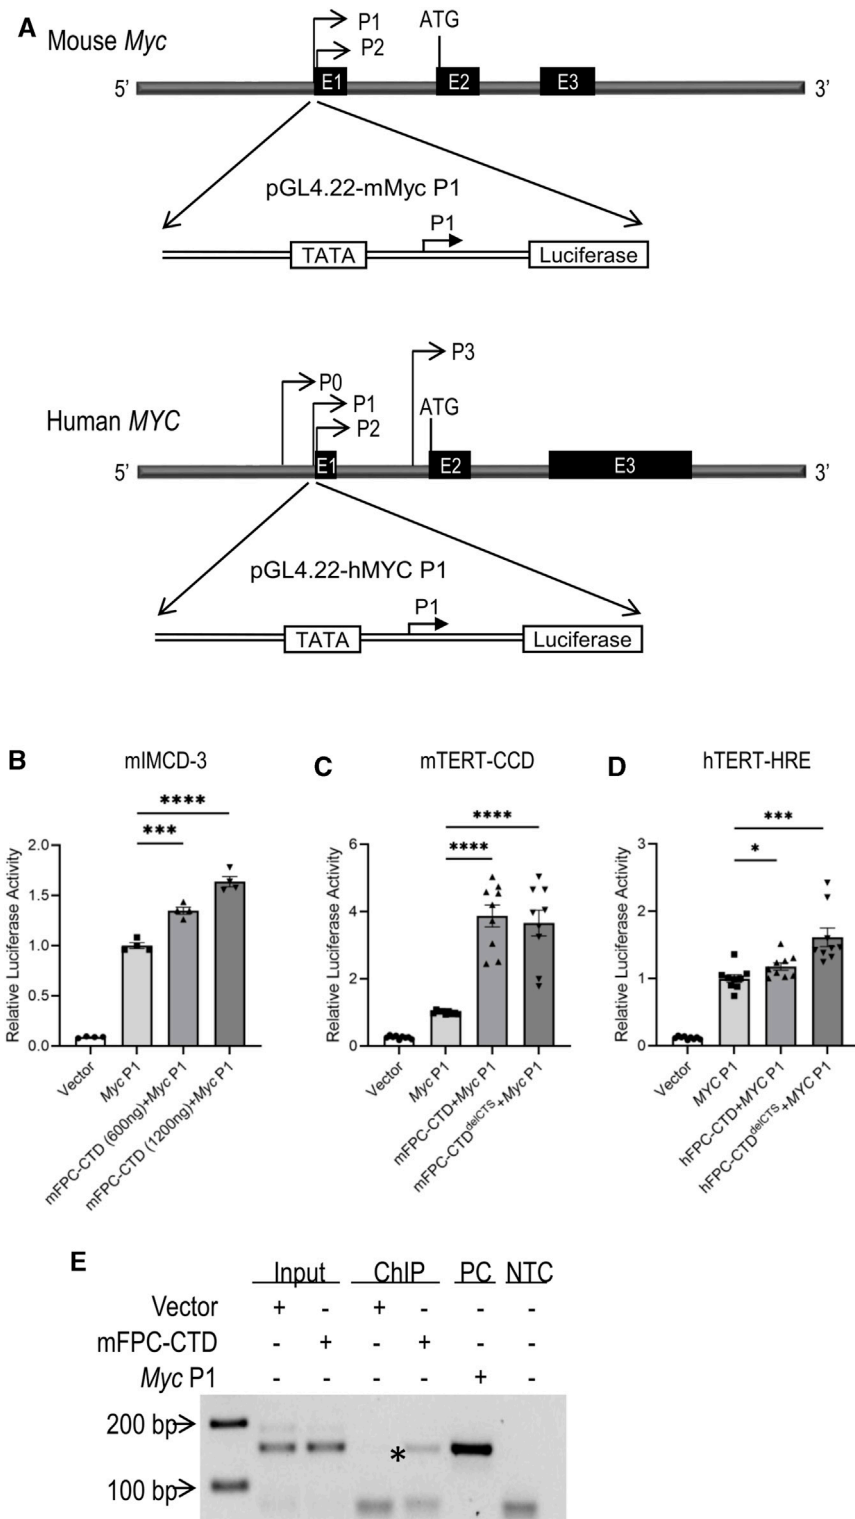 A
Mouse Myc
P1
P2
ATG
5’
E1
E2
E3
3’
pGL4.22-mMyc P1
P1
TATA
Luciferase
Human MYC
P0
P1
P2
P3
ATG
5’
E1
E2
E3
3’
pGL4.22-hMYC P1
P1
TATA
Luciferase
B
mIMCD-3
Relative Luciferase Activity
2.0
1.5
1.0
0.5
0.0
****
***
Vector
Myc P1
mFPC-CTD (600ng)+Myc P1
mFPC-CTD (1200ng)+Myc P1
C
mTERT-CCD
Relative Luciferase Activity
6
4
2
0
****
****
Vector
Myc P1
mFPC-CTD+Myc P1
mFPC-CTDdelCTS+Myc P1
D
hTERT-HRE
Relative Luciferase Activity
3
2
1
0
***
*
Vector
MYC P1
hFPC-CTD+MYC P1
hFPC-CTDdelCTS+MYC P1
E
Input ChIP PC NTC
Vector + - + - - -
mFPC-CTD - + - + - -
Myc P1 - - - - + -
200 bp
*
100 bp